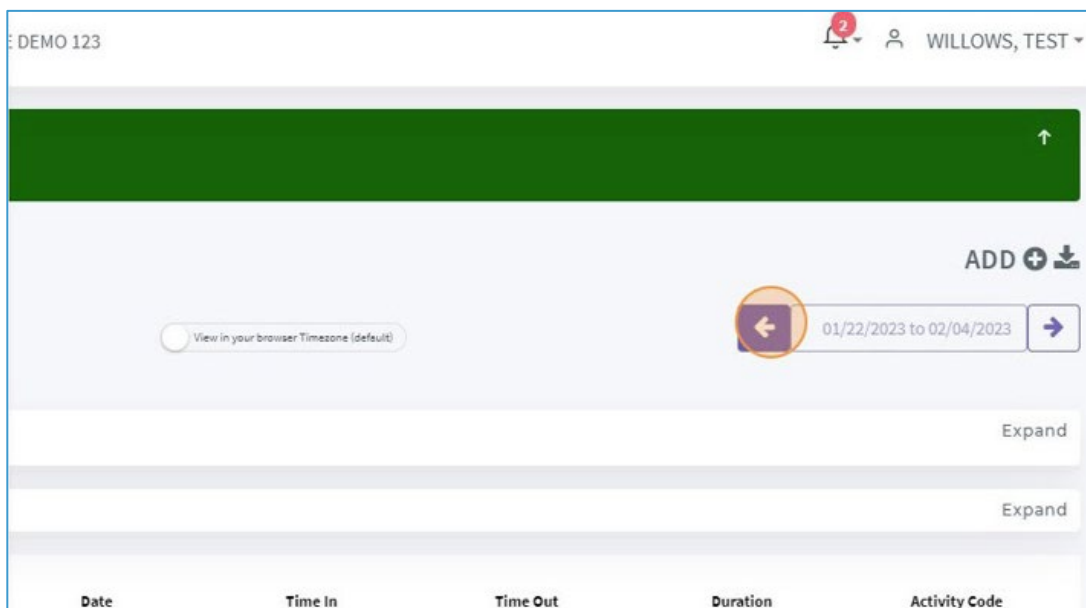 E DEMO 123
2
WILLOWS, TEST
ADD
View in your browser Timezone (default)
01/22/2023 to 02/04/2023
Expand
Expand
Date Time In Time Out Duration Activity Code